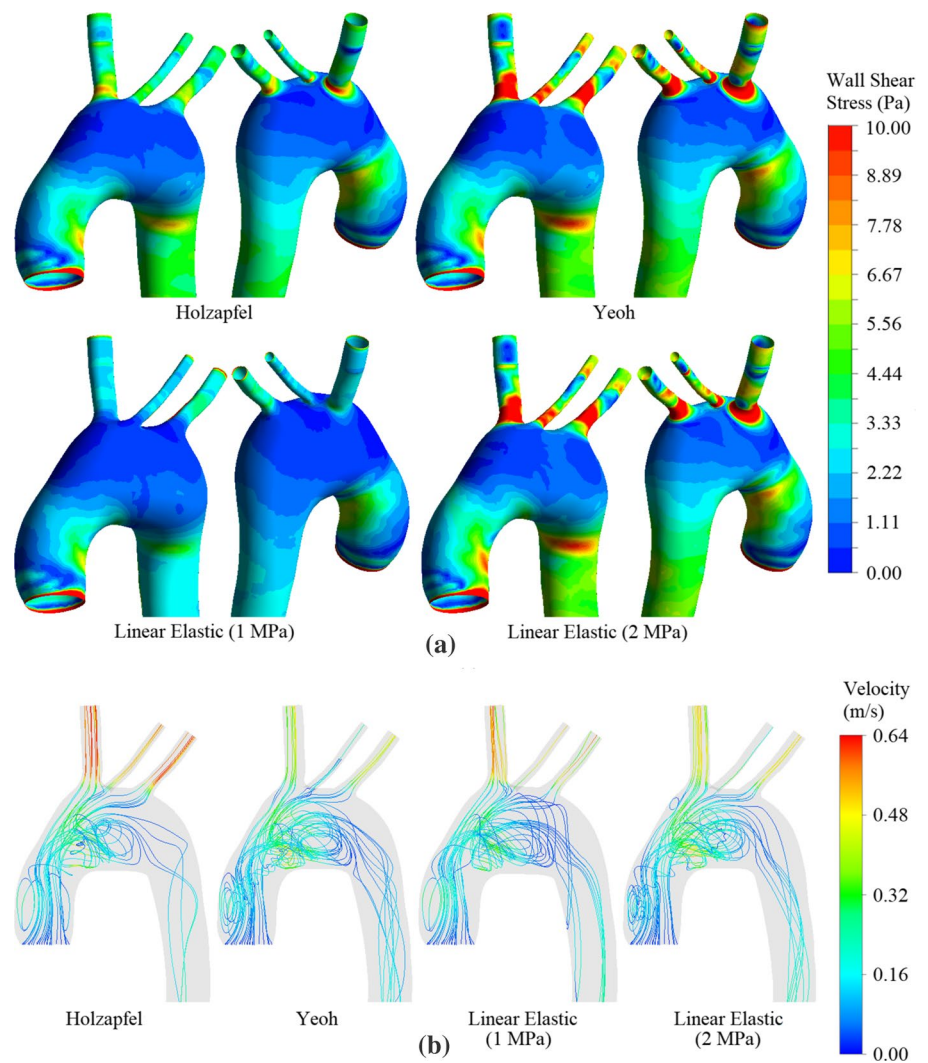 Wall Shear
Stress (Pa)
10.00
8.89
7.78
6.67
5.56
4.44
3.33
2.22
1.11
0.00
Holzapfel
Yeoh
Linear Elastic (1 MPa)
Linear Elastic (2 MPa)
(a)
Velocity
(m/s)
0.64
0.48
0.32
0.16
0.00
Holzapfel
Yeoh
Linear Elastic
(1 MPa)
Linear Elastic
(2 MPa)
(b)